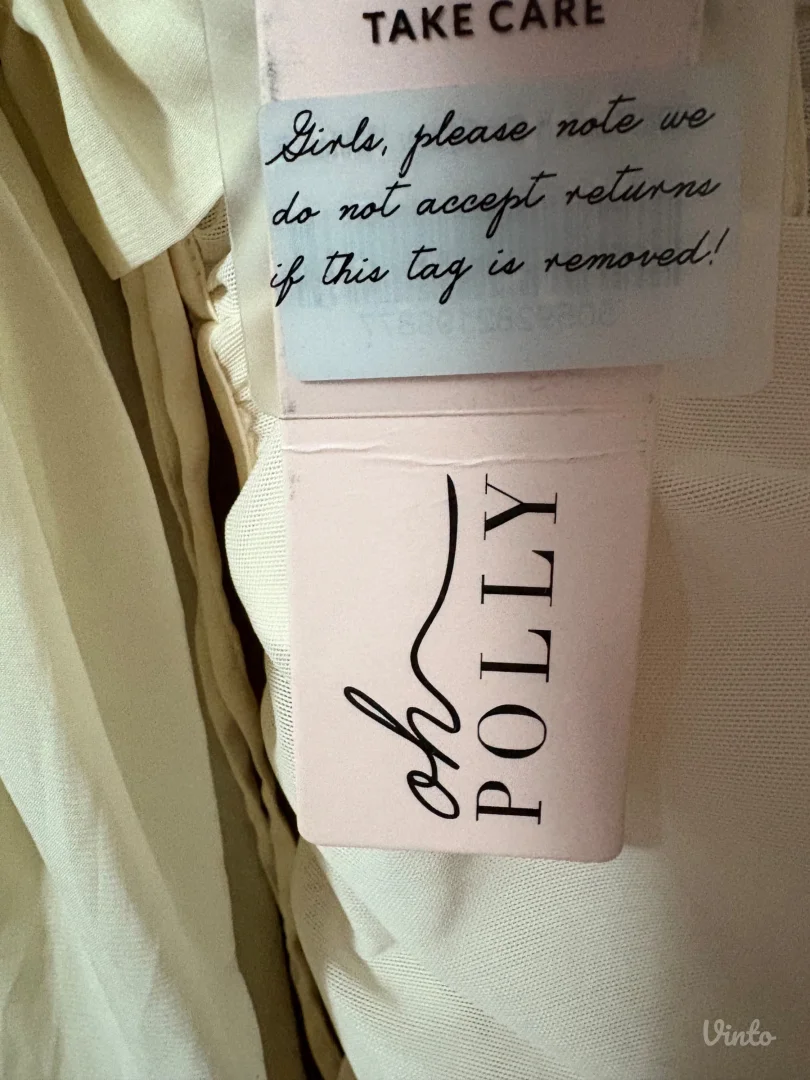 TAKE CARE
Girls, please note we
do not accept returns
if this tag is removed!
oh
POLLY
Vinto